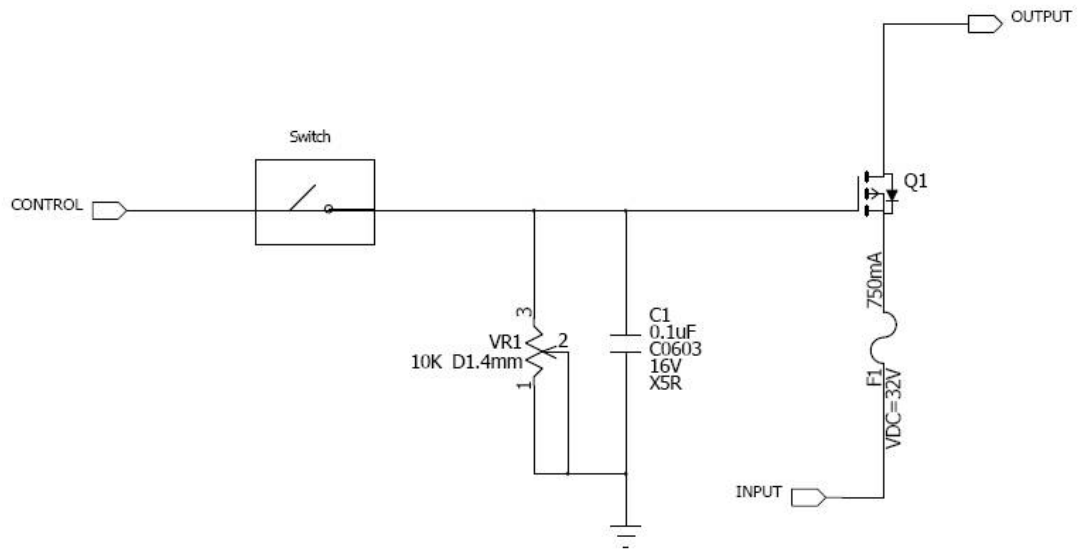 OUTPUT
Switch
CONTROL
Q1
750mA
F1
VDC=32V
3
VR1
2
10K D1.4mm
1
C1
0.1uF
C0603
16V
X5R
INPUT